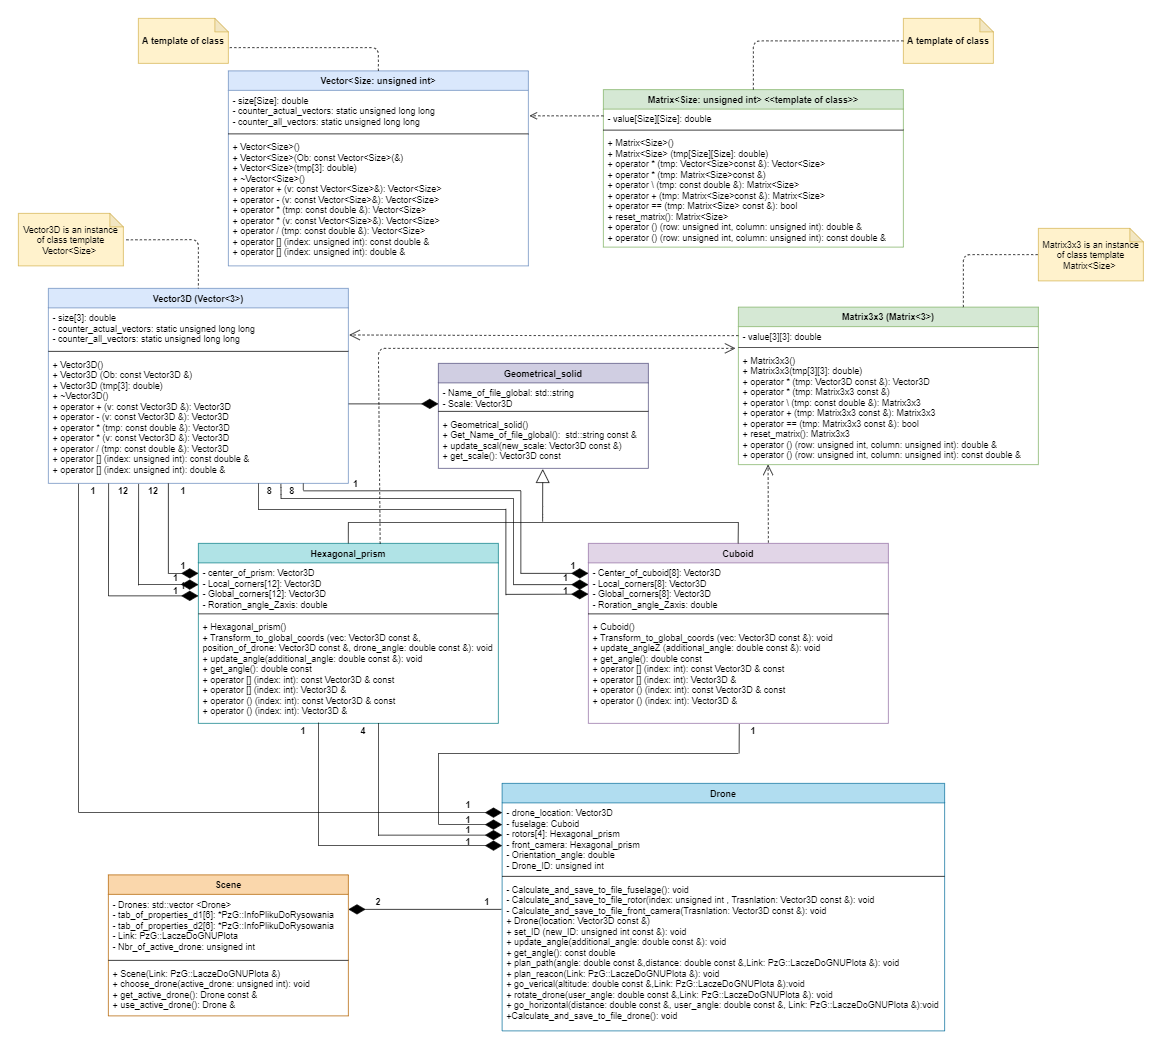 A template of class
A template of class
Vector<Size: unsigned int>
- size[Size]: double
- counter_actual_vectors: static unsigned long long
- counter_all_vectors: static unsigned long long
+ Vector<Size>()
+ Vector<Size>(Ob: const Vector<Size>(&)
+ Vector<Size>(tmp[3]: double)
+ ~Vector<Size>()
+ operator + (v: const Vector<Size>&): Vector<Size>
+ operator - (v: const Vector<Size>&): Vector<Size>
+ operator * (tmp: const double &): Vector<Size>
+ operator * (v: const Vector<Size>&): Vector<Size>
+ operator / (tmp: const double &): Vector<Size>
+ operator [] (index: unsigned int): const double &
+ operator [] (index: unsigned int): double &
Matrix<Size: unsigned int> <<template of class>>
- value[Size][Size]: double
+ Matrix<Size>()
+ Matrix<Size> (tmp[Size][Size]: double)
+ operator * (tmp: Vector<Size>const &): Vector<Size>
+ operator * (tmp: Matrix<Size>const &)
+ operator \ (tmp: const double &): Matrix<Size>
+ operator + (tmp: Matrix<Size>const &): Matrix<Size>
+ operator == (tmp: Matrix<Size> const &): bool
+ reset_matrix(): Matrix<Size>
+ operator () (row: unsigned int, column: unsigned int): double &
+ operator () (row: unsigned int, column: unsigned int): const double &
Vector3D is an instance
of class template
Vector<Size>
Matrix3x3 is an instance
of class template
Matrix<Size>
Vector3D (Vector<3>)
- size[3]: double
- counter_actual_vectors: static unsigned long long
- counter_all_vectors: static unsigned long long
+ Vector3D()
+ Vector3D (Ob: const Vector3D &)
+ Vector3D (tmp[3]: double)
+ ~Vector3D()
+ operator + (v: const Vector3D &): Vector3D
+ operator - (v: const Vector3D &): Vector3D
+ operator * (tmp: const double &): Vector3D
+ operator * (v: const Vector3D &): Vector3D
+ operator / (tmp: const double &): Vector3D
+ operator [] (index: unsigned int): const double &
+ operator [] (index: unsigned int): double &
Matrix3x3 (Matrix<3>)
- value[3][3]: double
+ Matrix3x3()
+ Matrix3x3(tmp[3][3]: double)
+ operator * (tmp: Vector3D const &): Vector3D
+ operator * (tmp: Matrix3x3 const &)
+ operator \ (tmp: const double &): Matrix3x3
+ operator + (tmp: Matrix3x3 const &): Matrix3x3
+ operator == (tmp: Matrix3x3 const &): bool
+ reset_matrix(): Matrix3x3
+ operator () (row: unsigned int, column: unsigned int): double &
+ operator () (row: unsigned int, column: unsigned int): const double &
Geometrical_solid
- Name_of_file_global: std::string
- Scale: Vector3D
+ Geometrical_solid()
+ Get_Name_of_file_global(): std::string const &
+ update_scal(new_scale: Vector3D const &)
+ get_scale(): Vector3D const
1
12
12
1
8
8
1
Hexagonal_prism
- center_of_prism: Vector3D
- Local_corners[12]: Vector3D
- Global_corners[12]: Vector3D
- Roration_angle_Zaxis: double
+ Hexagonal_prism()
+ Transform_to_global_coords (vec: Vector3D const &,
position_of_drone: Vector3D const &, drone_angle: double const &): void
+ update_angle(additional_angle: double const &): void
+ get_angle(): double const
+ operator [] (index: int): const Vector3D & const
+ operator [] (index: int): Vector3D &
+ operator () (index: int): const Vector3D & const
+ operator () (index: int): Vector3D &
1
1
1
Cuboid
- Center_of_cuboid[8]: Vector3D
- Local_corners[8]: Vector3D
- Global_corners[8]: Vector3D
- Roration_angle_Zaxis: double
+ Cuboid()
+ Transform_to_global_coords (vec: Vector3D const &): void
+ update_angleZ (additional_angle: double const &): void
+ get_angle(): double const
+ operator [] (index: int): const Vector3D & const
+ operator [] (index: int): Vector3D &
+ operator () (index: int): const Vector3D & const
+ operator () (index: int): Vector3D &
1
1
1
1
4
1
Drone
- drone_location: Vector3D
- fuselage: Cuboid
- rotors[4]: Hexagonal_prism
- front_camera: Hexagonal_prism
- Orientation_angle: double
- Drone_ID: unsigned int
- Calculate_and_save_to_file_fuselage(): void
- Calculate_and_save_to_file_rotor(index: unsigned int , Trasnlation: Vector3D const &): void
- Calculate_and_save_to_file_front_camera(Trasnlation: Vector3D const &): void
+ Drone(location: Vector3D const &)
+ set_ID (new_ID: unsigned int const &): void
+ update_angle(additional_angle: double const &): void
+ get_angle(): const double
+ plan_path(angle: double const &,distance: double const &,Link: PzG::LaczeDoGNUPlota &): void
+ plan_reacon(Link: PzG::LaczeDoGNUPlota &): void
+ go_verical(altitude: double const &,Link: PzG::LaczeDoGNUPlota &):void
+ rotate_drone(user_angle: double const &,Link: PzG::LaczeDoGNUPlota &): void
+ go_horizontal(distance: double const &, user_angle: double const &, Link: PzG::LaczeDoGNUPlota &):void
+Calculate_and_save_to_file_drone(): void
1
1
1
1
Scene
- Drones: std::vector <Drone>
- tab_of_properties_d1[6]: *PzG::InfoPlikuDoRysowania
- tab_of_properties_d2[6]: *PzG::InfoPlikuDoRysowania
- Link: PzG::LaczeDoGNUPlota
- Nbr_of_active_drone: unsigned int
+ Scene(Link: PzG::LaczeDoGNUPlota &)
+ choose_drone(active_drone: unsigned int): void
+ get_active_drone(): Drone const &
+ use_active_drone(): Drone &
2
1